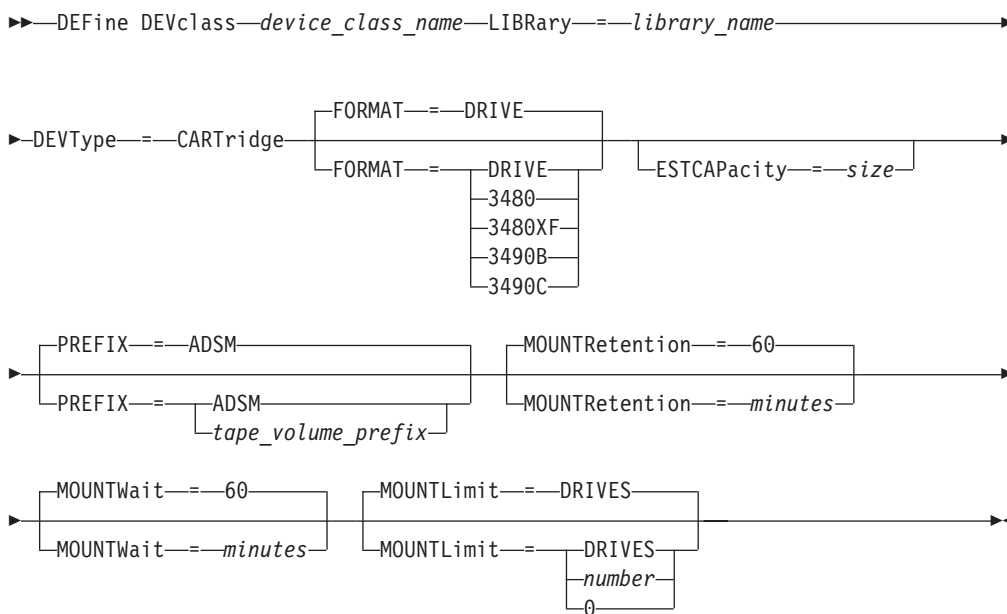 ►►─DEFine DEVclass─device_class_name─LIBRary─=─library_name─►
FORMAT─=─DRIVE
►─DEVType─=─CARTridge
FORMAT─=─DRIVE
ESTCAPacity─=─size
3480
3480XF
3490B
3490C
PREFIX─=─ADSM
MOUNTRetention─=─60
PREFIX─=─ADSM
MOUNTRetention─=─minutes
tape_volume_prefix
MOUNTWait─=─60
MOUNTLimit─=─DRIVES
MOUNTWait─=─minutes
MOUNTLimit─=─DRIVES
number
0